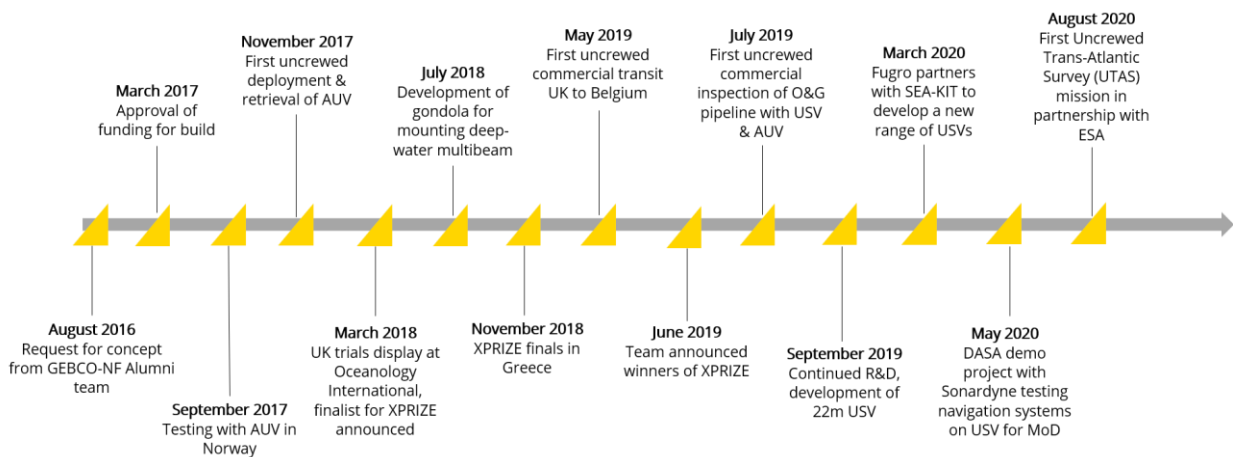 August 2016
Request for concept
from GEBCO-NF Alumni
team
March 2017
Approval of
funding for build
September 2017
Testing with AUV in
Norway
November 2017
First uncrewed
deployment &
retrieval of AUV
March 2018
UK trials display at
Oceanology
International,
finalist for XPRIZE
announced
July 2018
Development of
gondola for
mounting deep-
water multibeam
November 2018
XPRIZE finals in
Greece
May 2019
First uncrewed
commercial transit
UK to Belgium
June 2019
Team announced
winners of XPRIZE
July 2019
First uncrewed
commercial
inspection of O&G
pipeline with USV
& AUV
September 2019
Continued R&D,
development of
22m USV
March 2020
Fugro partners
with SEA-KIT to
develop a new
range of USVs
May 2020
DASA demo
project with
Sonardyne testing
navigation systems
on USV for MoD
August 2020
First Uncrewed
Trans-Atlantic
Survey (UTAS)
mission in
partnership with
ESA